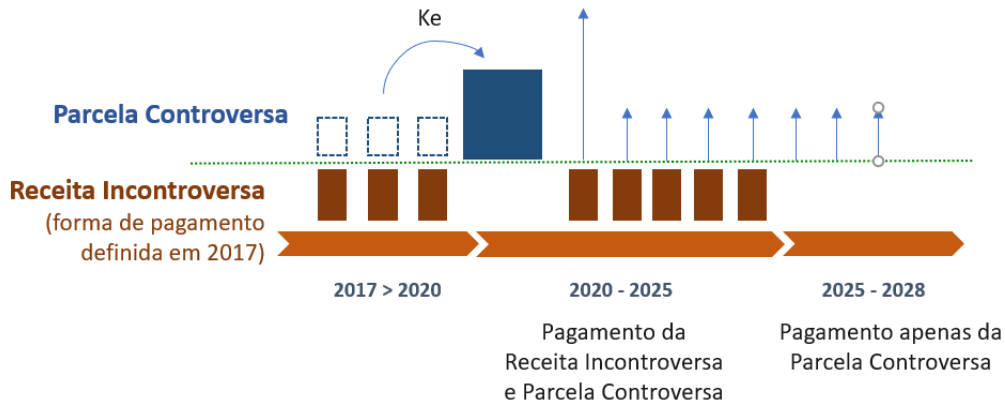 Ke
Parcela Controversa
Receita Incontroversa
(forma de pagamento
definida em 2017)
2017 > 2020
2020 - 2025
2025 - 2028
Pagamento da
Receita Incontroversa
e Parcela Controversa
Pagamento apenas da
Parcela Controversa